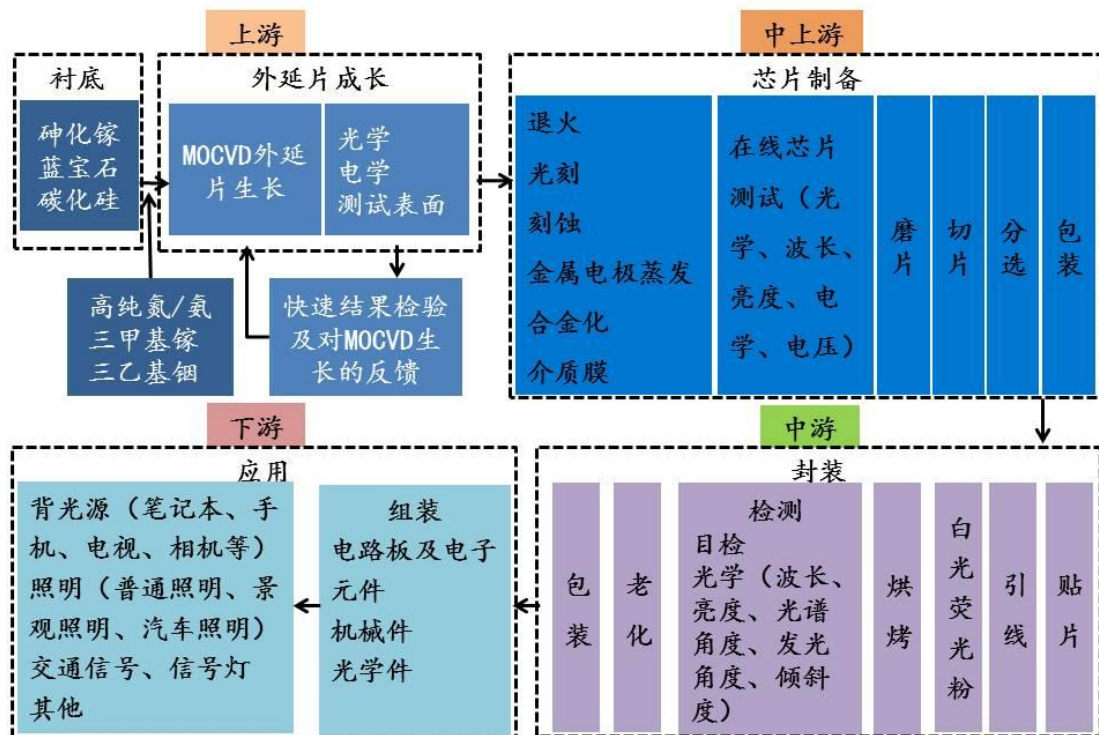 上游
衬底
砷化镓
蓝宝石
碳化硅
外延片成长
MOCVD外延
片生长
光学
电学
测试表面
高纯氮/氨
三甲基镓
三乙基铟
快速结果检验
及对MOCVD生
长的反馈
中上游
芯片制备
退火
光刻
刻蚀
金属电极蒸发
合金化
介质膜
在线芯片
测试（光
学、波长、
亮度、电
学、电压）
磨片
切片
分选
包装
下游
应用
背光源（笔记本、手
机、电视、相机等）
照明（普通照明、景
观照明、汽车照明）
交通信号、信号灯
其他
组装
电路板及电子
元件
机械件
光学件
中游
封装
包装
老化
检测
目检
光学（波长、
亮度、光谱
角度、发光
角度、倾斜
度）
烘烤
白光荧光粉
引线
贴片